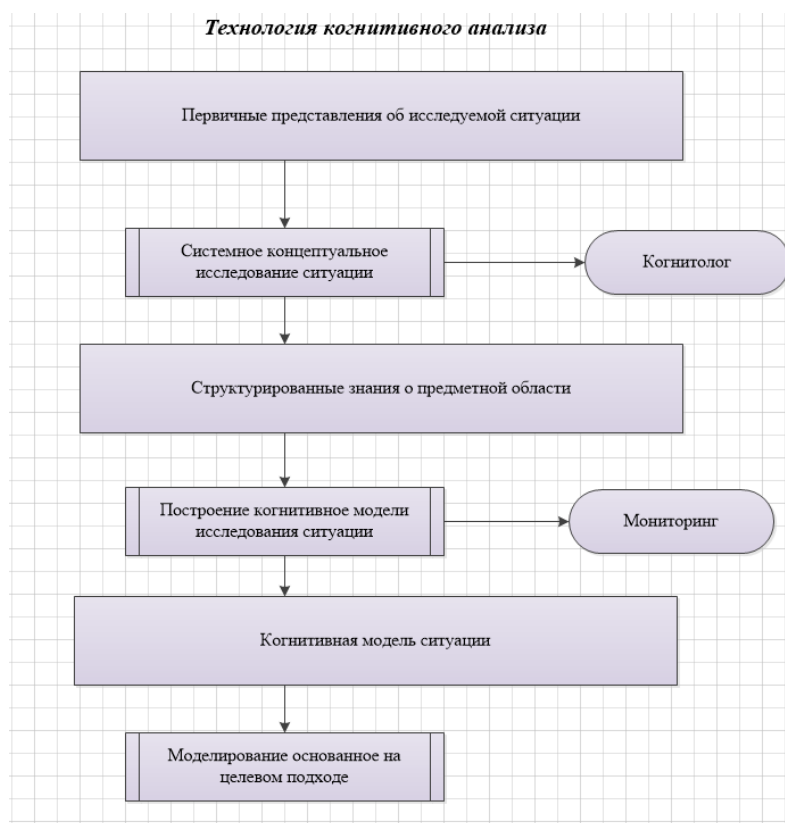 Технология когнитивного анализа
Первичные представления об исследуемой ситуации
Системное концептуальное
исследование ситуации
Когнитолог
Структурированные знания о предметной области
Построение когнитивное модели
исследования ситуации
Мониторинг
Когнитивная модель ситуации
Моделирование основанное на
целевом подходе